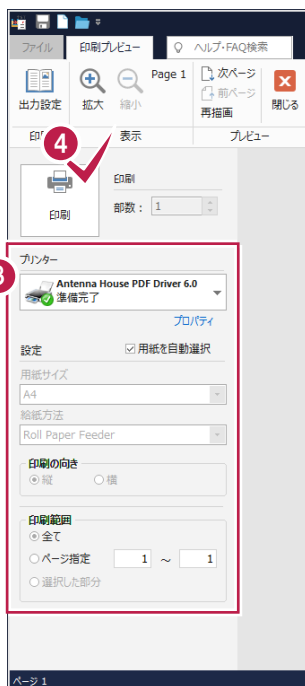 ファイル 印刷プレビュー ヘルプ・FAQ検索
出力設定 拡大 縮小 Page 1 次ページ 前ページ 再描画 閉じる
表示 プレビュー
4
印刷
印刷
部数： 1
3
プリンター
Antenna House PDF Driver 6.0
準備完了
プロパティ
設定 用紙を自動選択
用紙サイズ
A4
給紙方法
Roll Paper Feeder
印刷の向き
縦 横
印刷範囲
全て
ページ指定 1 ～ 1
選択した部分
ページ 1